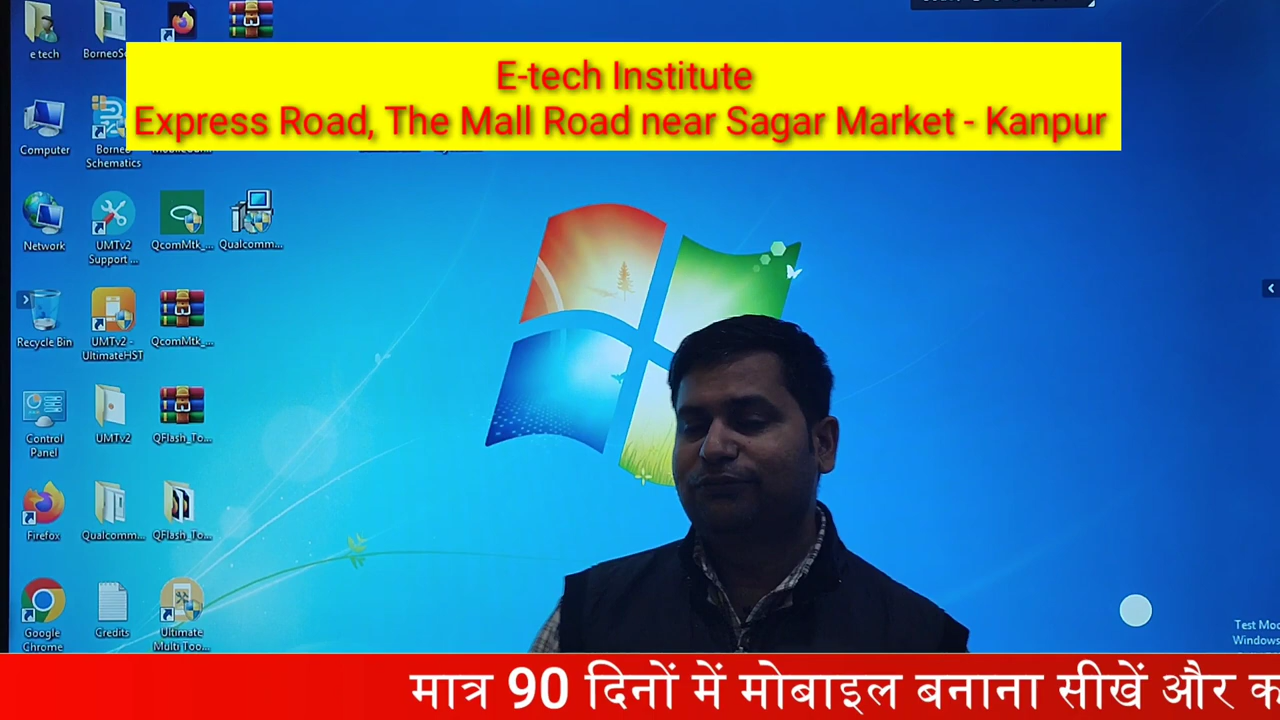 E-tech Institute
Express Road, The Mall Road near Sagar Market - Kanpur
e tech
Computer
Borneo
Schematics
Network
UMTv2
Support ...
QcomMtk_...
Qualcomm...
Recycle Bin
UMTv2 -
UltimateHST
QcomMtk_...
Control
Panel
UMTv2
QFlash_To...
Firefox
Qualcomm...
QFlash_To...
Google
Chrome
Credits
Ultimate
Multi Too...
Test Mo
Windows
मात्र 90 दिनों में मोबाइल बनाना सीखें और क